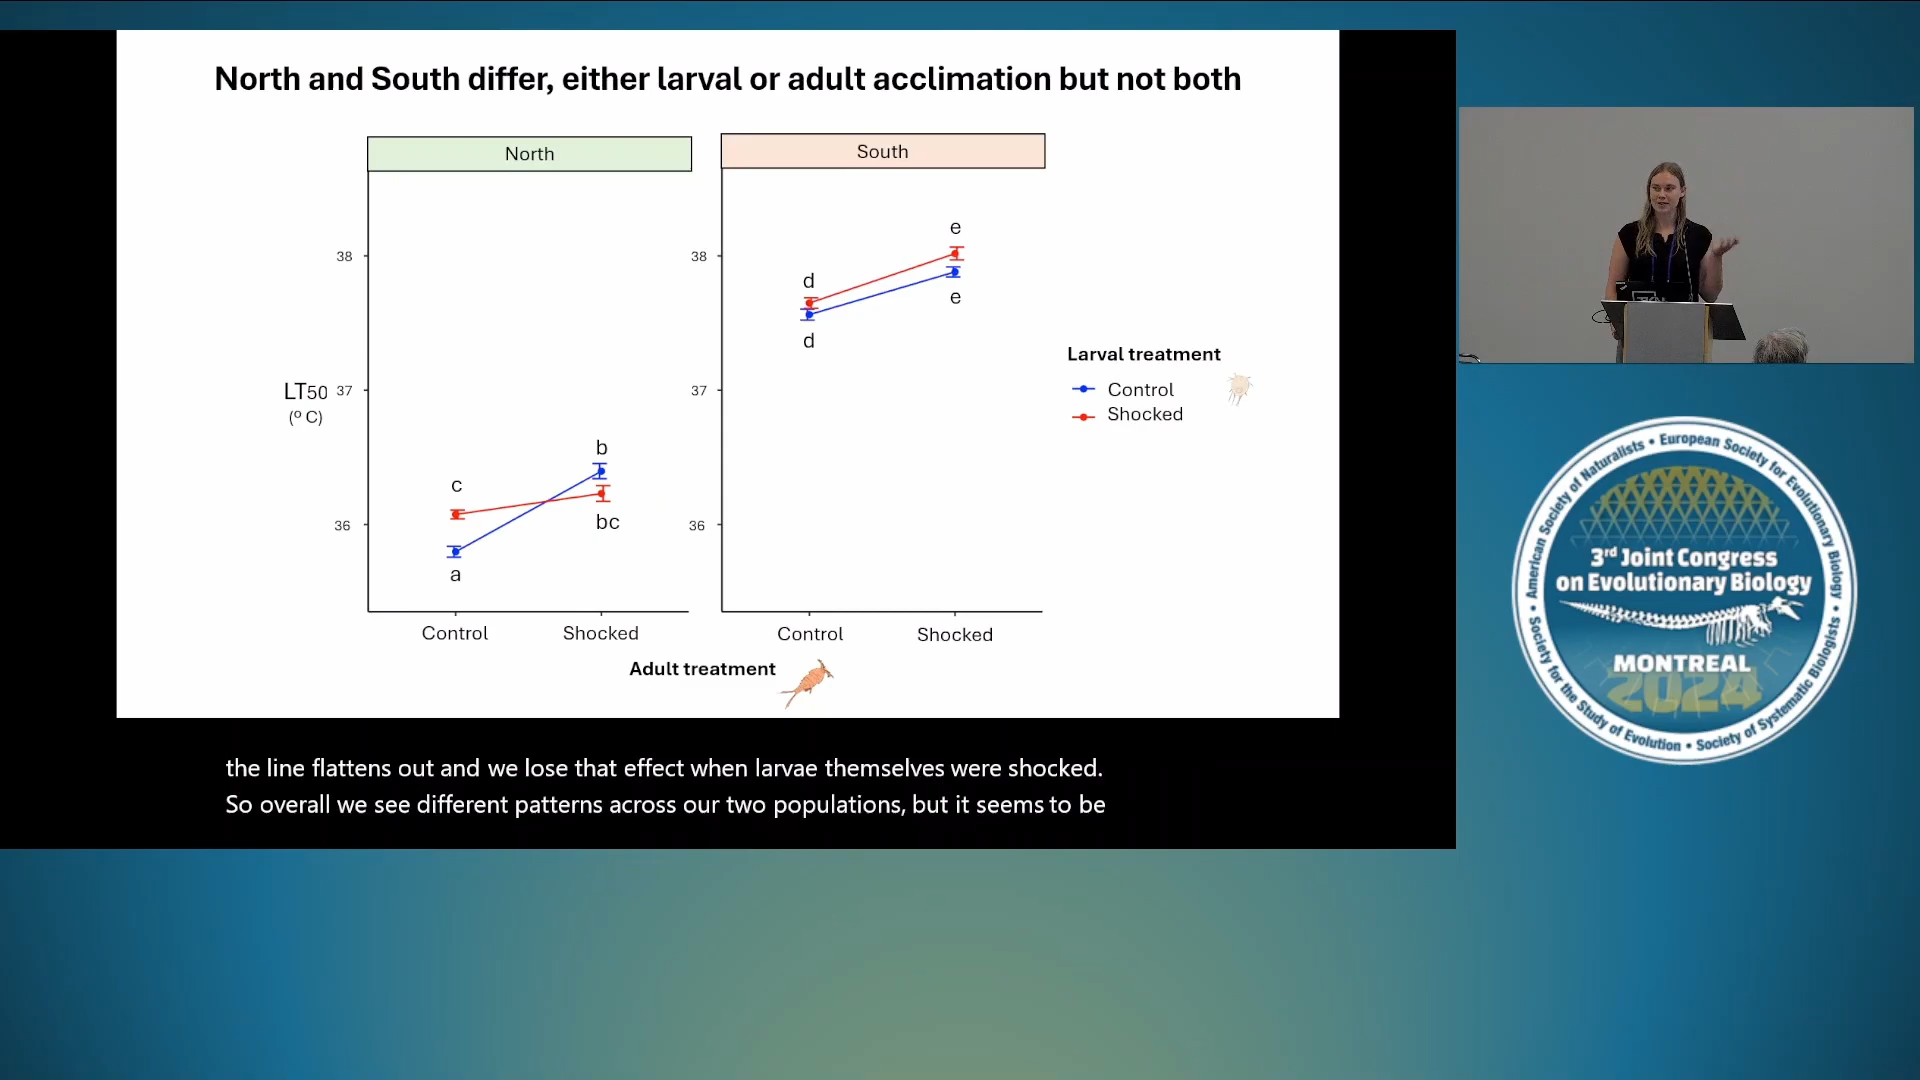 North and South differ, either larval or adult acclimation but not both
North
South
38
37
36
38
37
36
LT50
(º C)
c
a
b
bc
d
d
e
e
Control
Shocked
Control
Shocked
Adult treatment
Larval treatment
Control
Shocked
the line flattens out and we lose that effect when larvae themselves were shocked.
So overall we see different patterns across our two populations, but it seems to be
American Society of Naturalists • European Society for Evolutionary Biology • Society of Systematic Biologists • Society for the Study of Evolution •
3rd Joint Congress
on Evolutionary Biology
MONTREAL
2024